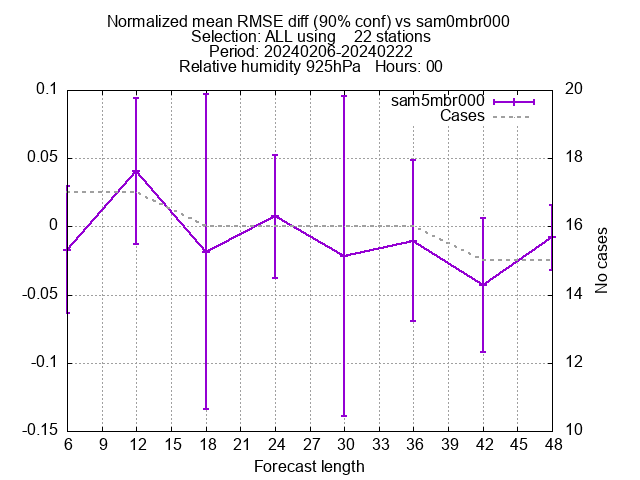 Normalized mean RMSE diff (90% conf) vs sam0mbr000
Selection: ALL using    22 stations
Period: 20240206-20240222
Relative humidity 925hPa   Hours: 00
sam5mbr000
Cases
0.1
0.05
0
-0.05
-0.1
-0.15
20
18
16
14
12
10
No cases
6 9 12 15 18 21 24 27 30 33 36 39 42 45 48
Forecast length